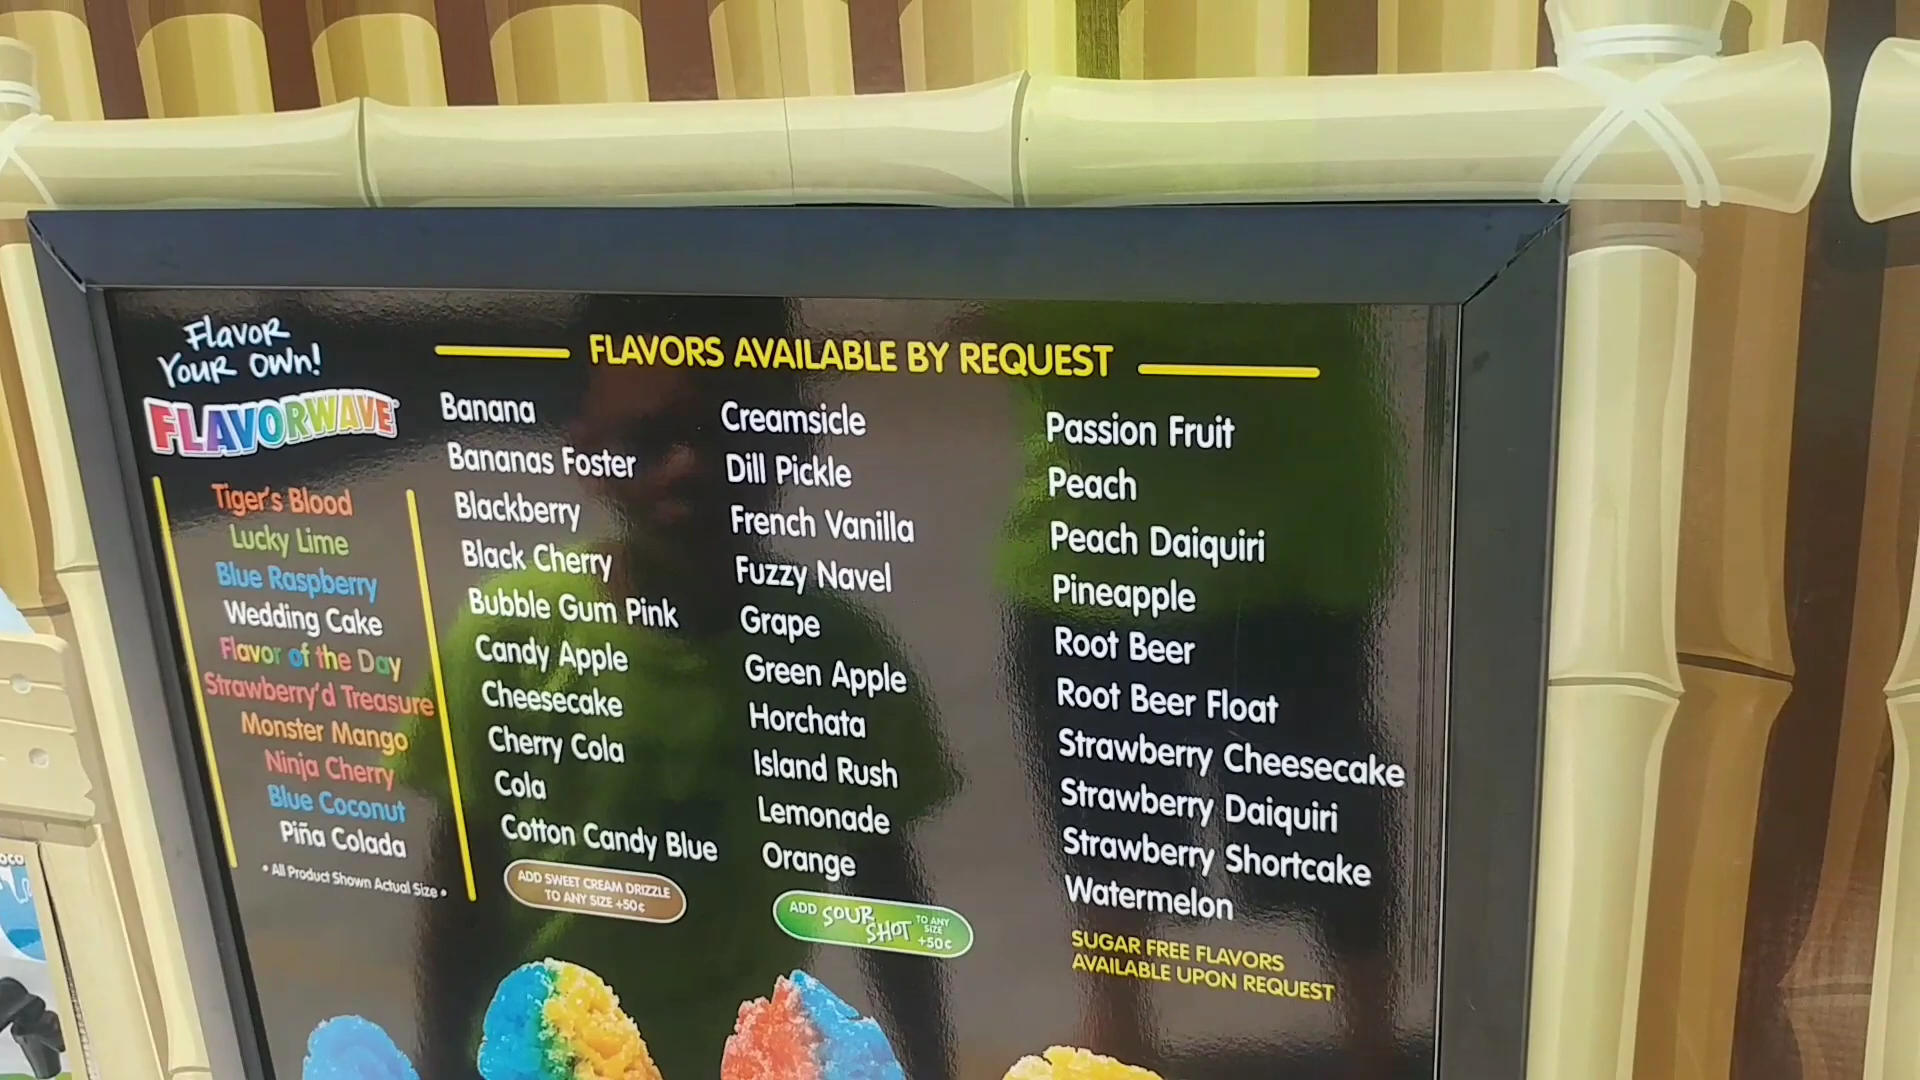 Flavor
Your Own!
FLAVORWAVE
Tiger's Blood
Lucky Lime
Blue Raspberry
Wedding Cake
Flavor of the Day
Strawberry'd Treasure
Monster Mango
Ninja Cherry
Blue Coconut
Piña Colada
• All Product Shown Actual Size •
FLAVORS AVAILABLE BY REQUEST
Banana
Bananas Foster
Blackberry
Black Cherry
Bubble Gum Pink
Candy Apple
Cheesecake
Cherry Cola
Cola
Cotton Candy Blue
ADD SWEET CREAM DRIZZLE
TO ANY SIZE +50¢
Creamsicle
Dill Pickle
French Vanilla
Fuzzy Navel
Grape
Green Apple
Horchata
Island Rush
Lemonade
Orange
ADD SOUR SHOT TO ANY SIZE +50¢
Passion Fruit
Peach
Peach Daiquiri
Pineapple
Root Beer
Root Beer Float
Strawberry Cheesecake
Strawberry Daiquiri
Strawberry Shortcake
Watermelon
SUGAR FREE FLAVORS
AVAILABLE UPON REQUEST